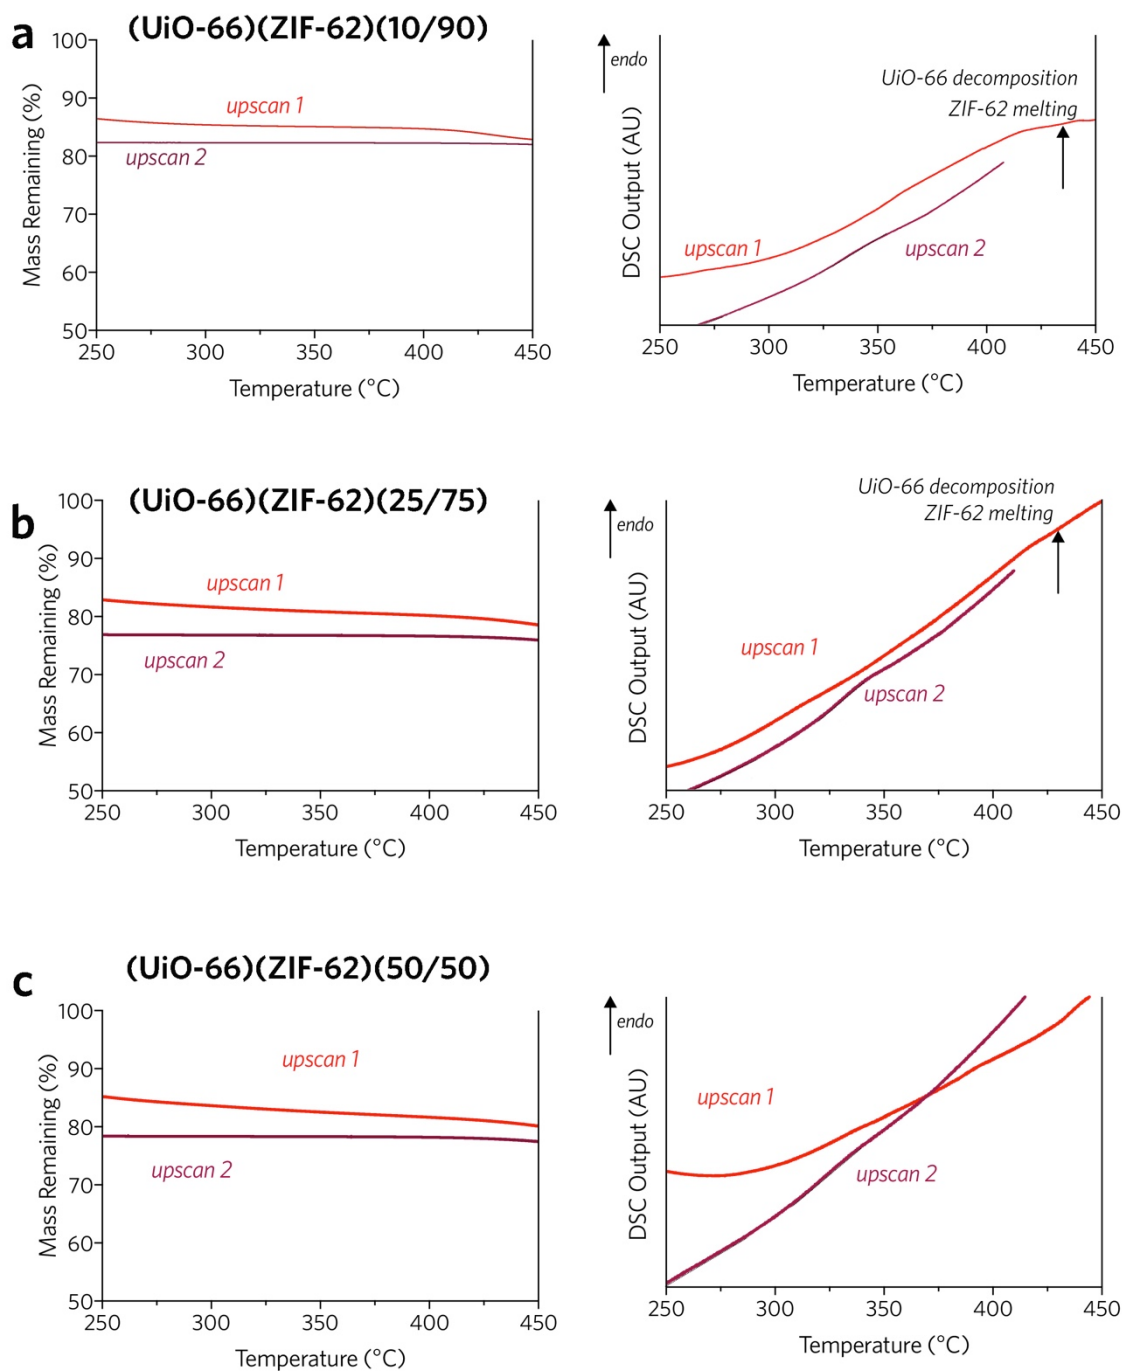 a
(UiO-66)(ZIF-62)(10/90)
100
90
80
70
60
50
Mass Remaining (%)
upscan 1
upscan 2
250
300
350
400
450
Temperature (°C)
endo
UiO-66 decomposition
ZIF-62 melting
DSC Output (AU)
upscan 1
upscan 2
250
300
350
400
450
Temperature (°C)
b
(UiO-66)(ZIF-62)(25/75)
100
90
80
70
60
50
Mass Remaining (%)
upscan 1
upscan 2
250
300
350
400
450
Temperature (°C)
endo
UiO-66 decomposition
ZIF-62 melting
DSC Output (AU)
upscan 1
upscan 2
250
300
350
400
450
Temperature (°C)
c
(UiO-66)(ZIF-62)(50/50)
100
90
80
70
60
50
Mass Remaining (%)
upscan 1
upscan 2
250
300
350
400
450
Temperature (°C)
endo
DSC Output (AU)
upscan 1
upscan 2
250
300
350
400
450
Temperature (°C)